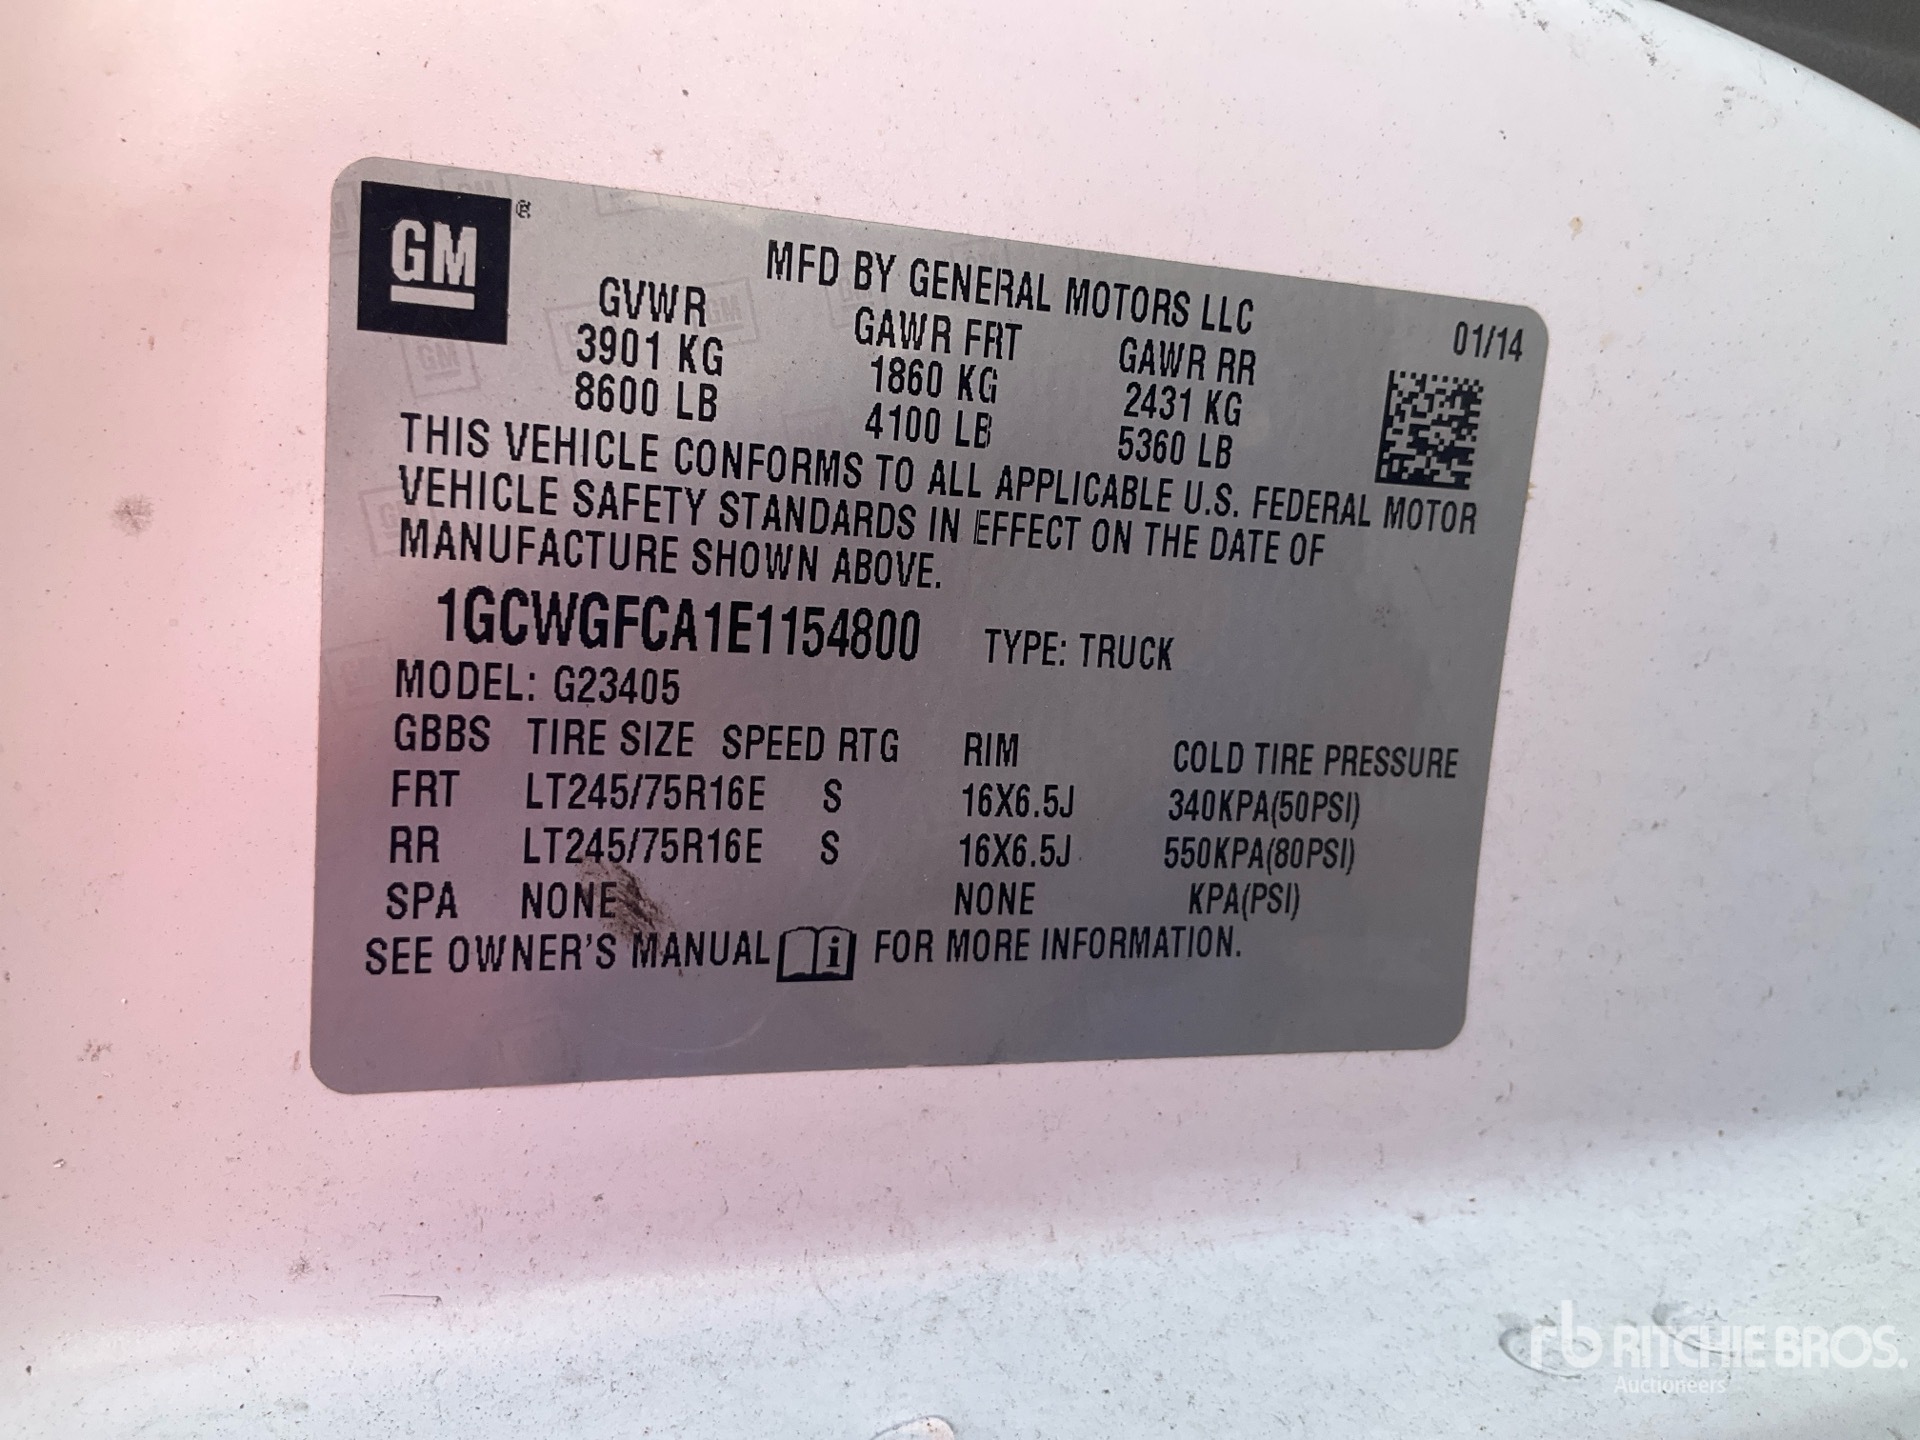 GM®
MFD BY GENERAL MOTORS LLC
GVWR GAWR FRT GAWR RR 01/14
3901 KG 1860 KG 2431 KG
8600 LB 4100 LB 5360 LB
THIS VEHICLE CONFORMS TO ALL APPLICABLE U.S. FEDERAL MOTOR
VEHICLE SAFETY STANDARDS IN EFFECT ON THE DATE OF
MANUFACTURE SHOWN ABOVE.
1GCWGFCA1E1154800 TYPE: TRUCK
MODEL: G23405
GBBS TIRE SIZE SPEED RTG RIM COLD TIRE PRESSURE
FRT LT245/75R16E S 16X6.5J 340KPA(50PSI)
RR LT245/75R16E S 16X6.5J 550KPA(80PSI)
SPA NONE NONE KPA(PSI)
SEE OWNER'S MANUAL i FOR MORE INFORMATION.
rb RITCHIE BROS.
Auctioneers